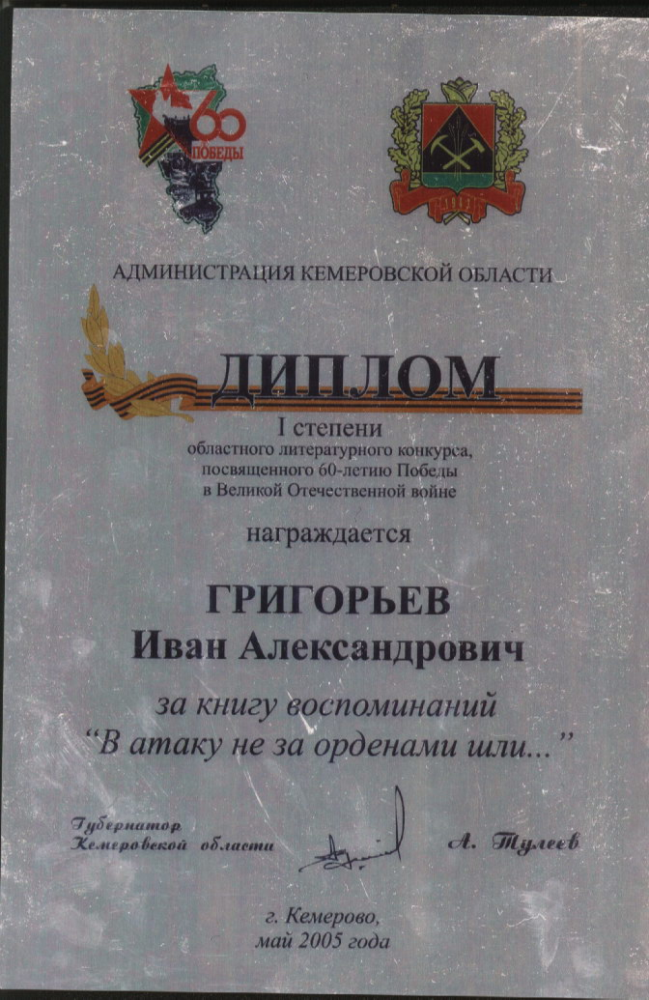 60
ПОБЕДЫ
АДМИНИСТРАЦИЯ КЕМЕРОВСКОЙ ОБЛАСТИ
ДИПЛОМ
I степени
областного литературного конкурса,
посвященного 60-летию Победы
в Великой Отечественной войне
награждается
ГРИГОРЬЕВ
Иван Александрович
за книгу воспоминаний
“В атаку не за орденами шли...”
Губернатор
Кемеровской области
А. Тулеев
г. Кемерово,
май 2005 года